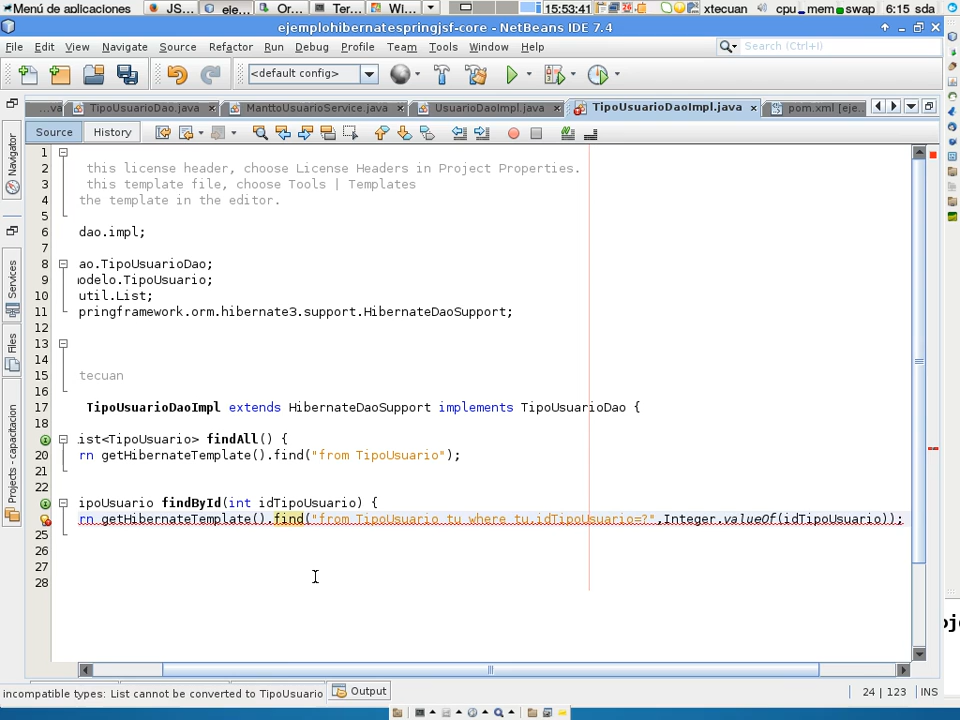 Menú de aplicaciones JS... ele... Or... Ter... Wi... 15:53:41 xtecuan cpu mem swap 6:15 sda
ejemplohibernatespringjsf-core - NetBeans IDE 7.4
File Edit View Navigate Source Refactor Run Debug Profile Team Tools Window Help Search (Ctrl+I)
<default config>
...va TipoUsuarioDao.java ManttoUsuarioService.java UsuarioDaoImpl.java TipoUsuarioDaoImpl.java pom.xml [eje...
Source History
1
2 this license header, choose License Headers in Project Properties.
3 this template file, choose Tools | Templates
4 the template in the editor.
5
6 dao.impl;
7
8 ao.TipoUsuarioDao;
9 odelo.TipoUsuario;
10 util.List;
11 pringframework.orm.hibernate3.support.HibernateDaoSupport;
12
13
14
15 tecuan
16
17 TipoUsuarioDaoImpl extends HibernateDaoSupport implements TipoUsuarioDao {
18
ist<TipoUsuario> findAll() {
20 rn getHibernateTemplate().find("from TipoUsuario");
21
22
ipoUsuario findById(int idTipoUsuario) {
rn getHibernateTemplate().find("from TipoUsuario tu where tu.idTipoUsuario=?",Integer.valueOf(idTipoUsuario));
25
26
27
28
Navigator
Services
Files
Projects - capacitacion
incompatible types: List cannot be converted to TipoUsuario Output 24 | 123 INS